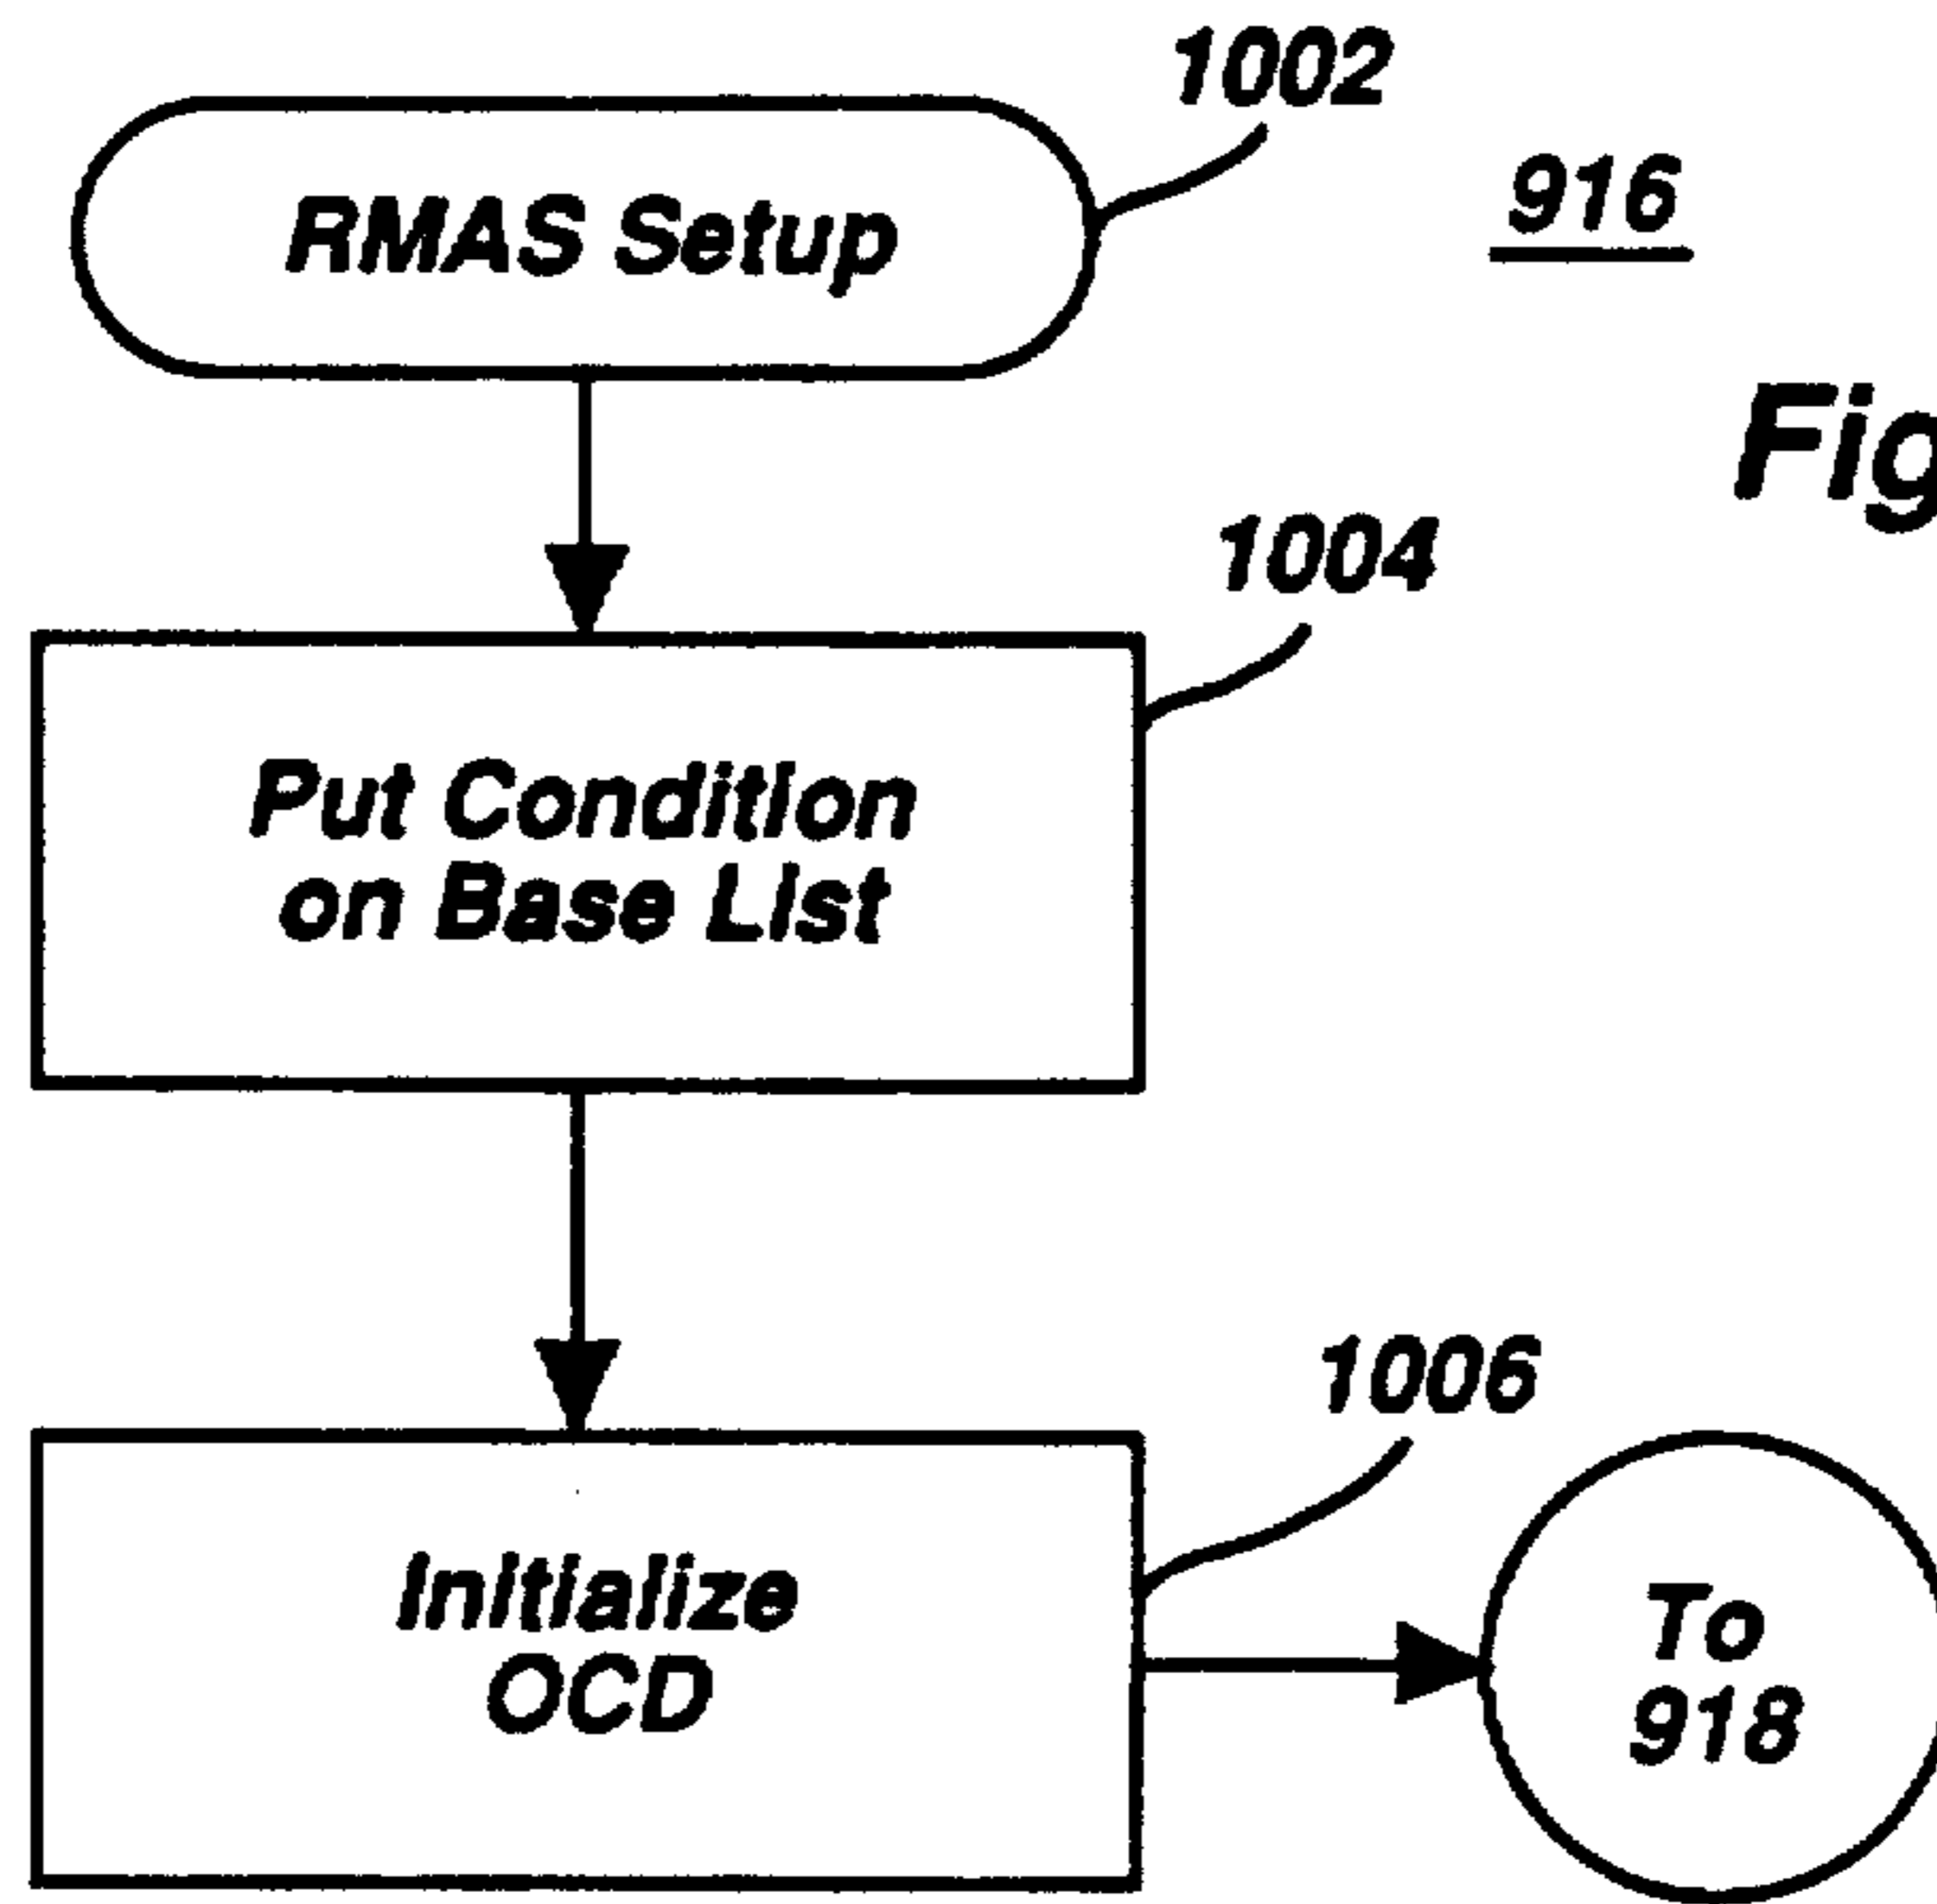 1002
RMAS Setup
916
Fig
1004
Put Condition
on Base List
1006
Initialize
OCD
To
918